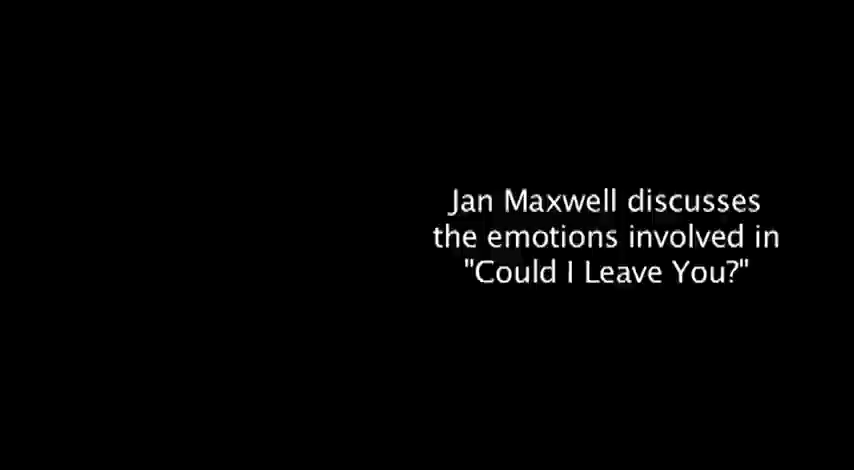 Jan Maxwell discusses
the emotions involved in
"Could I Leave You?"